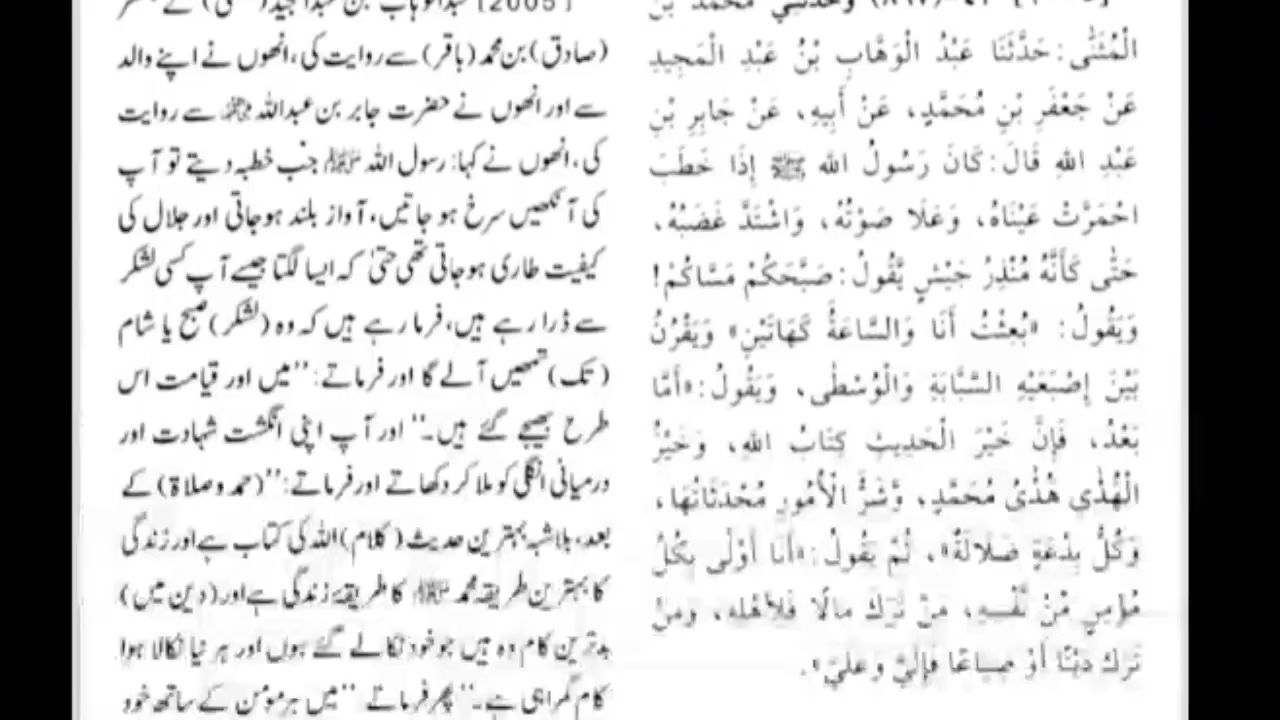 وَحَدَّثَنِي مُحَمَّدُ بْنُ
الْمُثَنَّى: حَدَّثَنَا عَبْدُ الْوَهَّابِ بْنُ عَبْدِ الْمَجِيدِ
عَنْ جَعْفَرِ بْنِ مُحَمَّدٍ، عَنْ أَبِيهِ، عَنْ جَابِرِ بْنِ
عَبْدِ اللهِ قَالَ: كَانَ رَسُولُ اللهِ ﷺ إِذَا خَطَبَ
احْمَرَّتْ عَيْنَاهُ، وَعَلَا صَوْتُهُ، وَاشْتَدَّ غَضَبُهُ،
حَتَّى كَأَنَّهُ مُنْذِرُ جَيْشٍ يَّقُولُ: صَبَّحَكُمْ مَسَّاكُمْ!
وَيَقُولُ: «بُعِثْتُ أَنَا وَالسَّاعَةُ كَهَاتَيْنِ» وَيَقْرُنُ
بَيْنَ إِصْبَعَيْهِ السَّبَّابَةِ وَالْوُسْطٰى، وَيَقُولُ: «أَمَّا
بَعْدُ، فَإِنَّ خَيْرَ الْحَدِيثِ كِتَابُ اللهِ، وَخَيْرُ
الْهُدٰى هُدٰى مُحَمَّدٍ، وَشَرُّ الْأُمُورِ مُحْدَثَاتُهَا،
وَكُلُّ بِدْعَةٍ ضَلَالَةٌ»، ثُمَّ يَقُولُ: «أَنَا أَوْلٰى بِكُلِّ
مُؤْمِنٍ مِّنْ نَّفْسِهِ، مَنْ تَرَكَ مَالًا فَلِأَهْلِهِ، وَمَنْ
تَرَكَ دَيْنًا أَوْ ضَيَاعًا فَإِلَيَّ وَعَلَيَّ».
[2005] عبدالوہاب بن عبدالمجید
(صادق) بن محمد (باقر) سے روایت کی، انھوں نے اپنے والد
سے اور انھوں نے حضرت جابر بن عبداللہ ؓ سے روایت
کی، انھوں نے کہا: رسول اللہ ﷺ جب خطبہ دیتے تو آپ
کی آنکھیں سرخ ہو جاتیں، آواز بلند ہو جاتی اور جلال کی
کیفیت طاری ہو جاتی تھی حتیٰ کہ ایسا لگتا جیسے آپ کسی لشکر
سے ڈرا رہے ہیں، فرما رہے ہیں کہ وہ (لشکر) صبح یا شام
(تک) تمھیں آلے گا اور فرماتے: ’’میں اور قیامت اس
طرح بھیجے گئے ہیں۔‘‘ اور آپ اپنی انگشت شہادت اور
درمیانی انگلی کو ملا کر دکھاتے اور فرماتے: ’’(حمد و صلاۃ) کے
بعد، بلاشبہ بہترین حدیث (کلام) اللہ کی کتاب ہے اور زندگی
کا بہترین طریقہ محمد ﷺ کا طریقۂ زندگی ہے اور (دین میں)
بدترین کام وہ ہیں جو خود نکالے گئے ہوں اور ہر نیا نکالا ہوا
کام گمراہی ہے۔‘‘ پھر فرماتے ’’میں ہر مومن کے ساتھ خود